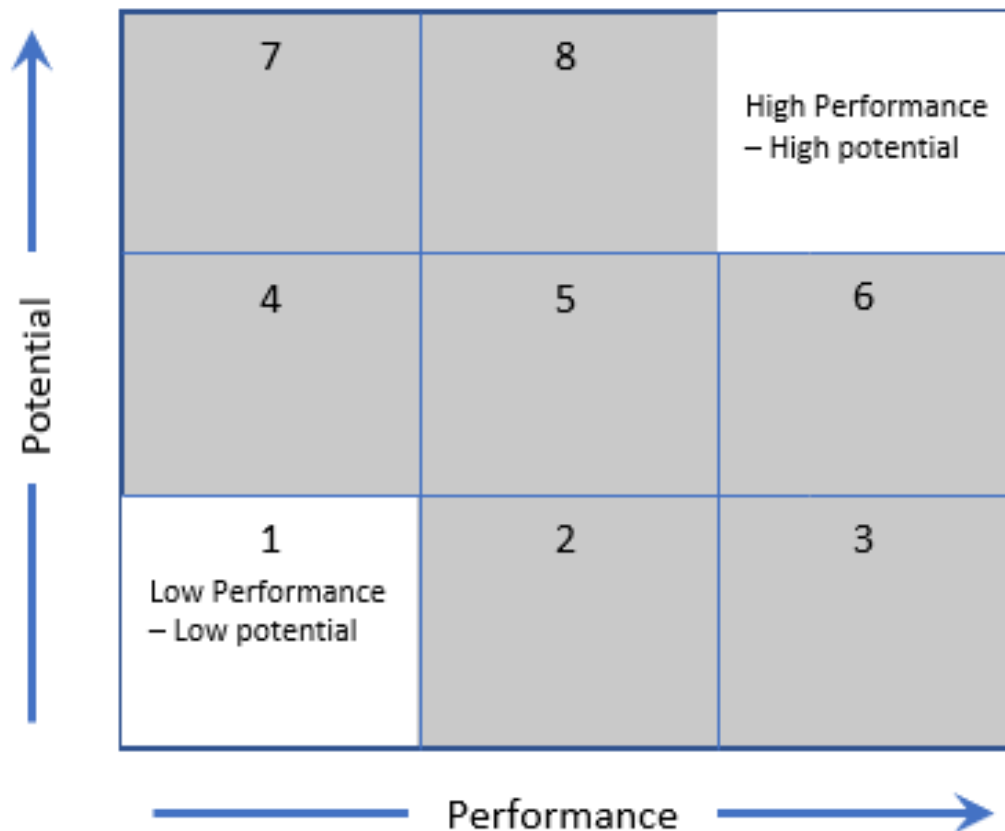 7
8
High Performance
– High potential
4
5
6
Potential
1
Low Performance
– Low potential
2
3
Performance